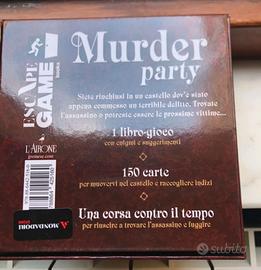 Murder
party
ESCAPE
GAME
books
L'AIRONE
Siete rinchiusi in un castello dov'è stato
appena commesso un terribile delitto. Trovate
l'assassino o potreste essere le prossime vittime...
1 libro-gioco
con enigmi e suggerimenti
150 carte
per muovervi nel castello e raccogliere indizi
Una corsa contro il tempo
per riuscire a trovare l'assassino e fuggire
MONDADORI
subito